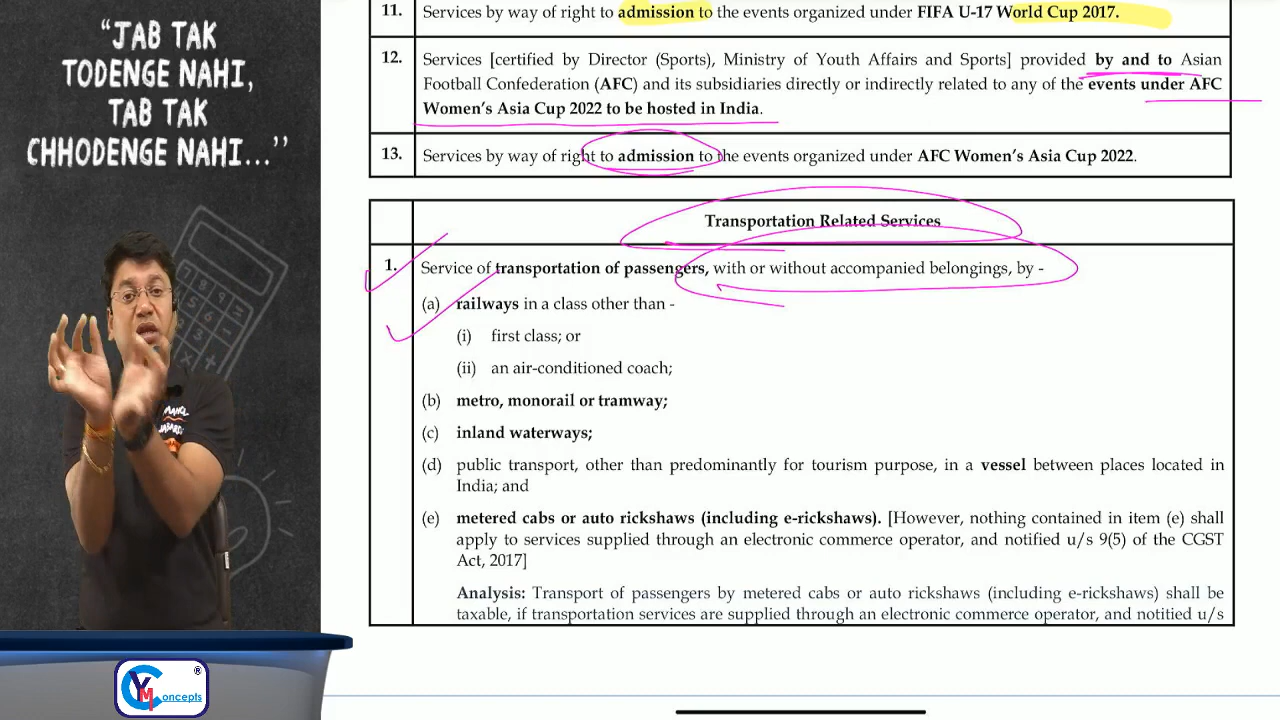 “JAB TAK
TODENGE NAHI,
TAB TAK
CHHODENGE NAHI...’’
11. Services by way of right to admission to the events organized under FIFA U-17 World Cup 2017.
12. Services [certified by Director (Sports), Ministry of Youth Affairs and Sports] provided by and to Asian
Football Confederation (AFC) and its subsidiaries directly or indirectly related to any of the events under AFC
Women’s Asia Cup 2022 to be hosted in India.
13. Services by way of right to admission to the events organized under AFC Women’s Asia Cup 2022.
Transportation Related Services
1. Service of transportation of passengers, with or without accompanied belongings, by -
(a) railways in a class other than -
(i) first class; or
(ii) an air-conditioned coach;
(b) metro, monorail or tramway;
(c) inland waterways;
(d) public transport, other than predominantly for tourism purpose, in a vessel between places located in
India; and
(e) metered cabs or auto rickshaws (including e-rickshaws). [However, nothing contained in item (e) shall
apply to services supplied through an electronic commerce operator, and notified u/s 9(5) of the CGST
Act, 2017]
Analysis: Transport of passengers by metered cabs or auto rickshaws (including e-rickshaws) shall be
taxable, if transportation services are supplied through an electronic commerce operator, and notitied u/s
YM Concepts ®